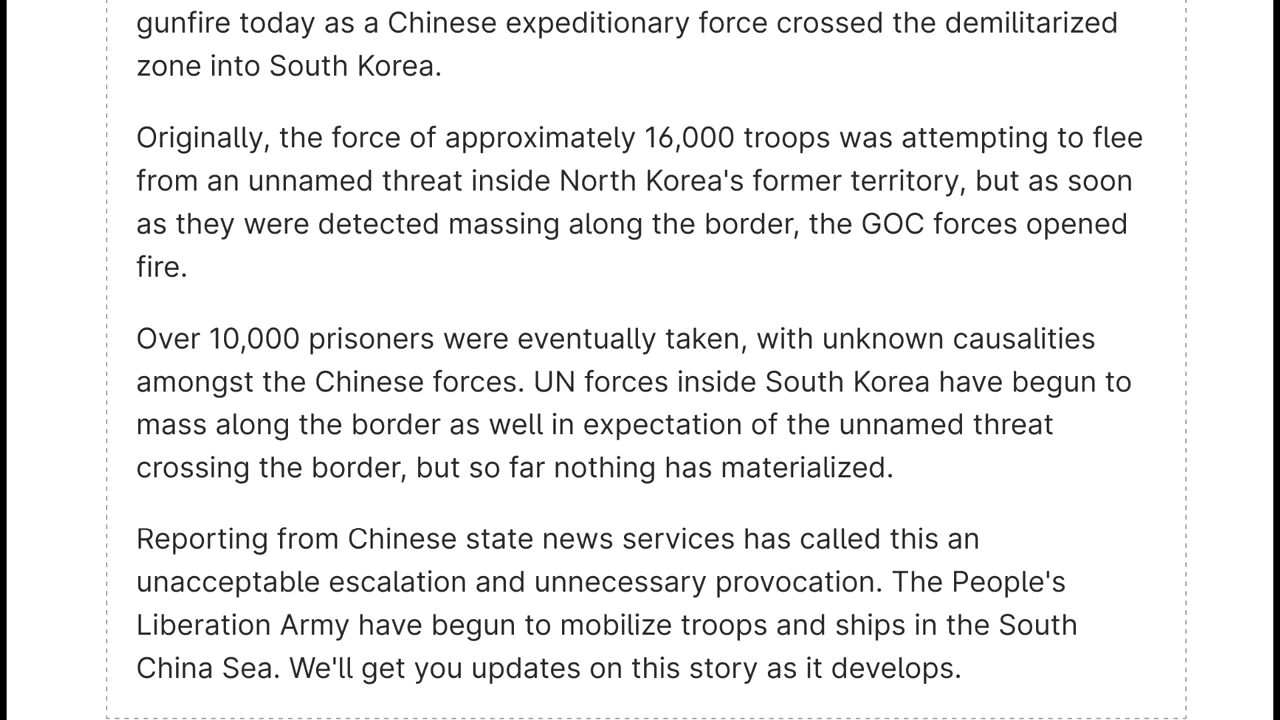 gunfire today as a Chinese expeditionary force crossed the demilitarized
zone into South Korea.
Originally, the force of approximately 16,000 troops was attempting to flee
from an unnamed threat inside North Korea's former territory, but as soon
as they were detected massing along the border, the GOC forces opened
fire.
Over 10,000 prisoners were eventually taken, with unknown causalities
amongst the Chinese forces. UN forces inside South Korea have begun to
mass along the border as well in expectation of the unnamed threat
crossing the border, but so far nothing has materialized.
Reporting from Chinese state news services has called this an
unacceptable escalation and unnecessary provocation. The People's
Liberation Army have begun to mobilize troops and ships in the South
China Sea. We'll get you updates on this story as it develops.